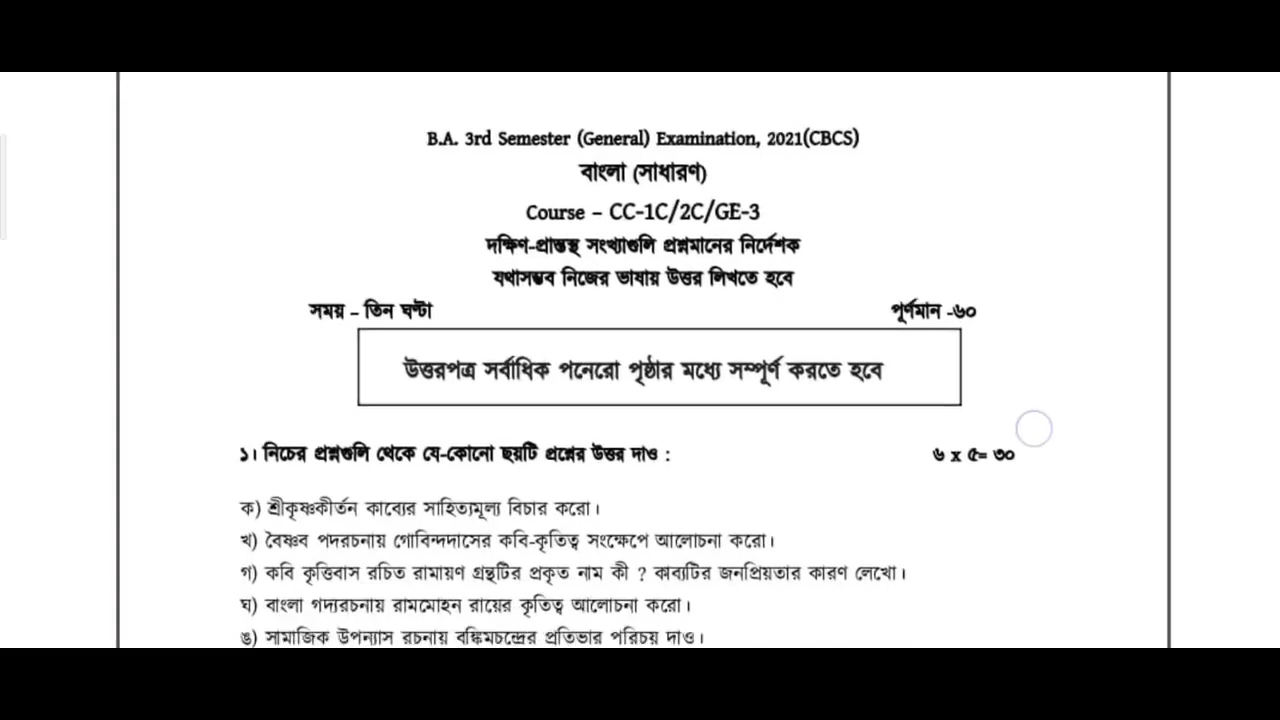 B.A. 3rd Semester (General) Examination, 2021(CBCS)
বাংলা (সাধারণ)
Course – CC-1C/2C/GE-3
দক্ষিণ-প্রান্তস্থ সংখ্যাগুলি প্রশ্নমানের নির্দেশক
যথাসম্ভব নিজের ভাষায় উত্তর লিখতে হবে
সময় – তিন ঘণ্টা পূর্ণমান -৬০
উত্তরপত্র সর্বাধিক পনেরো পৃষ্ঠার মধ্যে সম্পূর্ণ করতে হবে
১। নিচের প্রশ্নগুলি থেকে যে-কোনো ছয়টি প্রশ্নের উত্তর দাও : ৬ x ৫= ৩০
ক) শ্রীকৃষ্ণকীর্তন কাব্যের সাহিত্যমূল্য বিচার করো।
খ) বৈষ্ণব পদরচনায় গোবিন্দদাসের কবি-কৃতিত্ব সংক্ষেপে আলোচনা করো।
গ) কবি কৃত্তিবাস রচিত রামায়ণ গ্রন্থটির প্রকৃত নাম কী ? কাব্যটির জনপ্রিয়তার কারণ লেখো।
ঘ) বাংলা গদ্যরচনায় রামমোহন রায়ের কৃতিত্ব আলোচনা করো।
ঙ) সামাজিক উপন্যাস রচনায় বঙ্কিমচন্দ্রের প্রতিভার পরিচয় দাও।